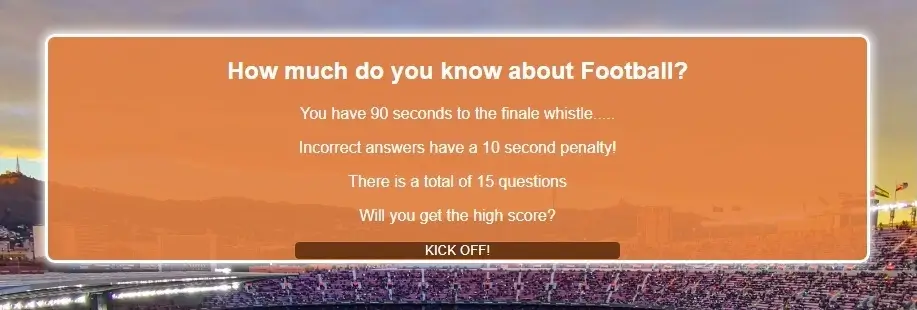 How much do you know about Football?
You have 90 seconds to the finale whistle.....
Incorrect answers have a 10 second penalty!
There is a total of 15 questions
Will you get the high score?
KICK OFF!